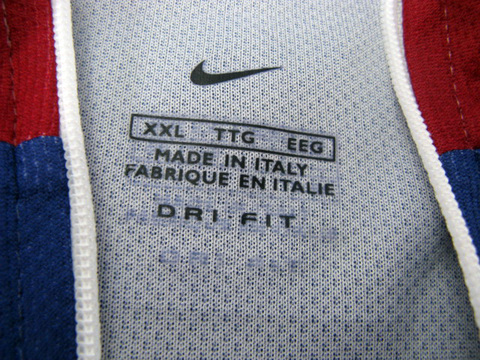 XXL TTG EEG
MADE IN ITALY
FABRIQUE EN ITALIE
DRI-FIT